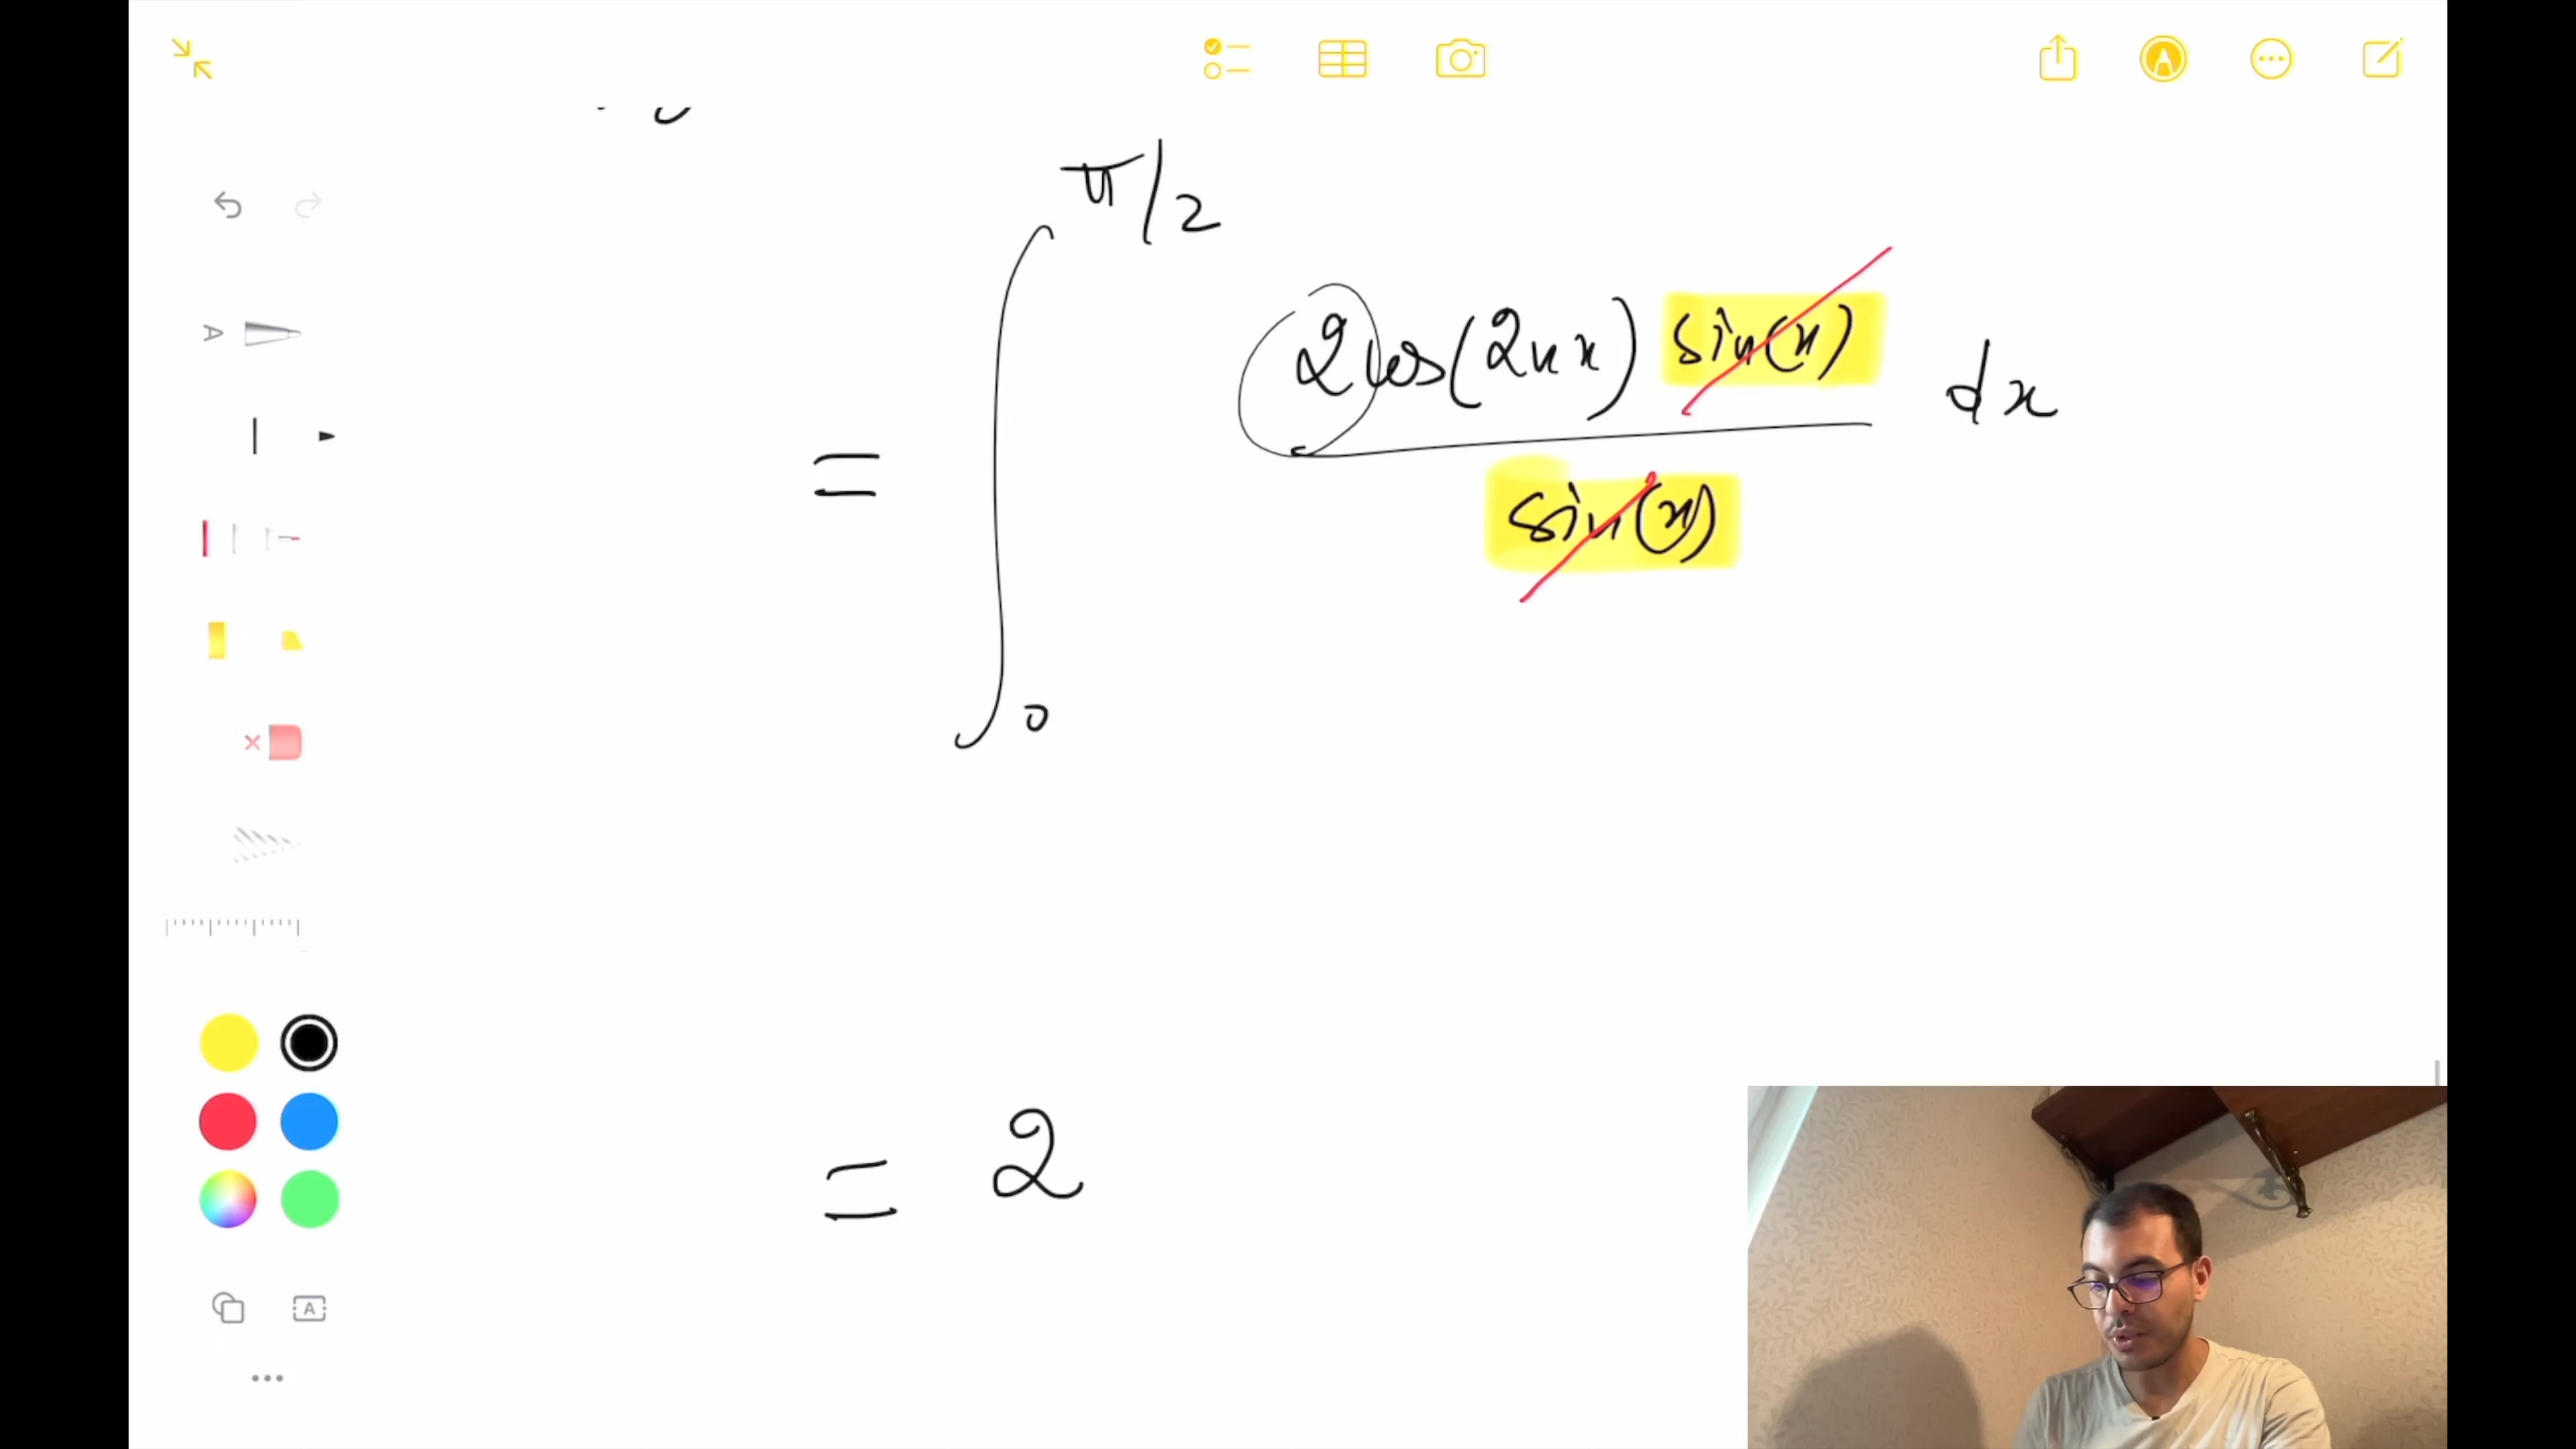 = ∫₀^{π/2} 2cos(2nx) sin(x) / sin(x) dx
= 2